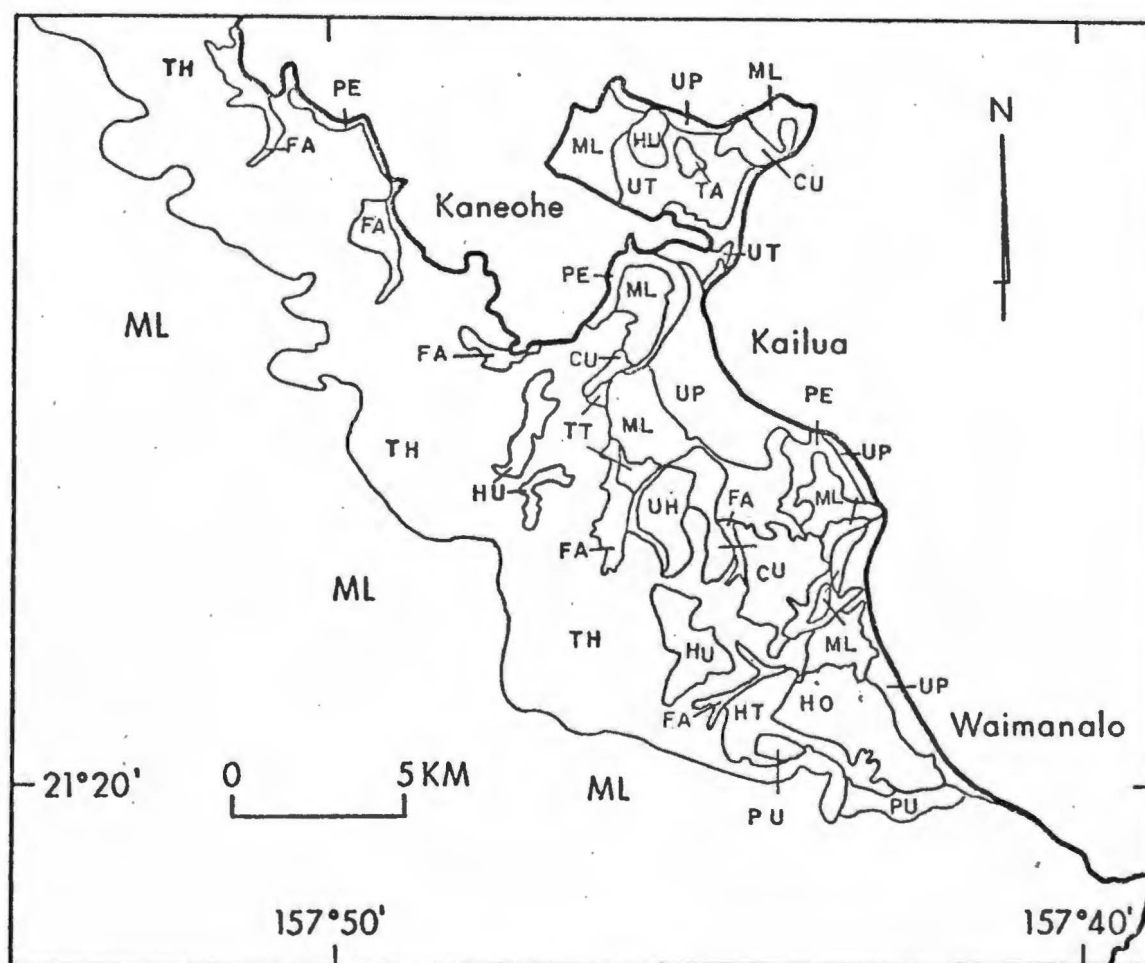 TH
PE
UP
ML
N
FA
ML
HU
UT
TA
CU
FA
Kaneohe
UT
PE
ML
ML
Kailua
FA
CU
PE
UP
TT
ML
UP
TH
HU
UH
FA
ML
FA
CU
ML
TH
HU
ML
UP
FA
HT
HO
Waimanalo
21°20'
0
5 KM
ML
PU
PU
157°50'
157°40'